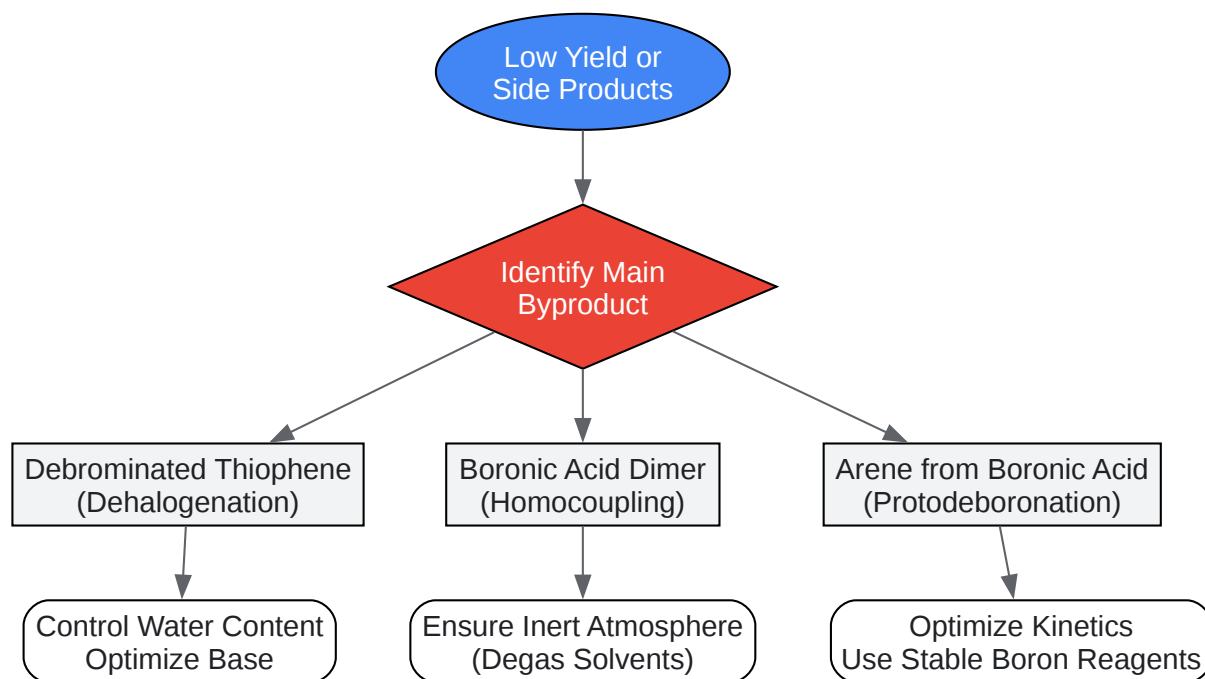 Low Yield or
Side Products
Identify Main
Byproduct
Debrominated Thiophene
(Dehalogenation)
Boronic Acid Dimer
(Homocoupling)
Arene from Boronic Acid
(Protodeboronation)
Control Water Content
Optimize Base
Ensure Inert Atmosphere
(Degas Solvents)
Optimize Kinetics
Use Stable Boron Reagents